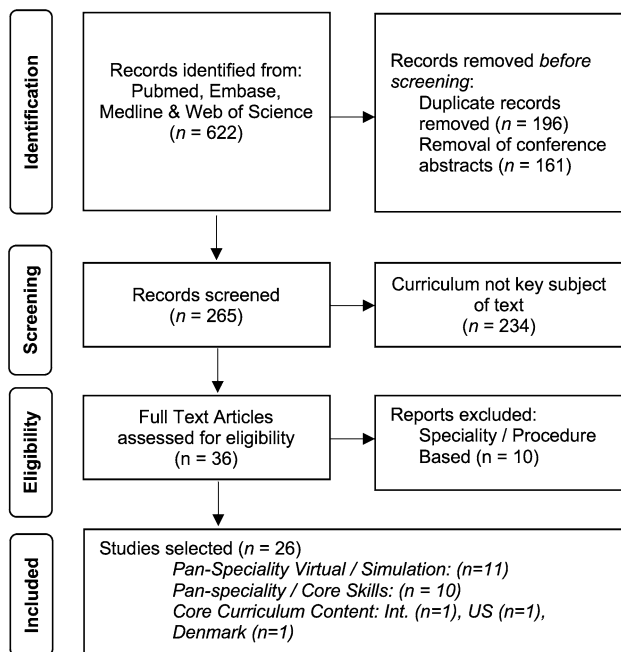 Identification
Records identified from:
Pubmed, Embase,
Medline & Web of Science
(n = 622)
Records removed before
screening:
Duplicate records
removed (n = 196)
Removal of conference
abstracts (n = 161)
Screening
Records screened
(n = 265)
Curriculum not key subject
of text
(n = 234)
Eligibility
Full Text Articles
assessed for eligibility
(n = 36)
Reports excluded:
Speciality / Procedure
Based (n = 10)
Included
Studies selected (n = 26)
Pan-Speciality Virtual / Simulation: (n=11)
Pan-speciality / Core Skills: (n = 10)
Core Curriculum Content: Int. (n=1), US (n=1),
Denmark (n=1)